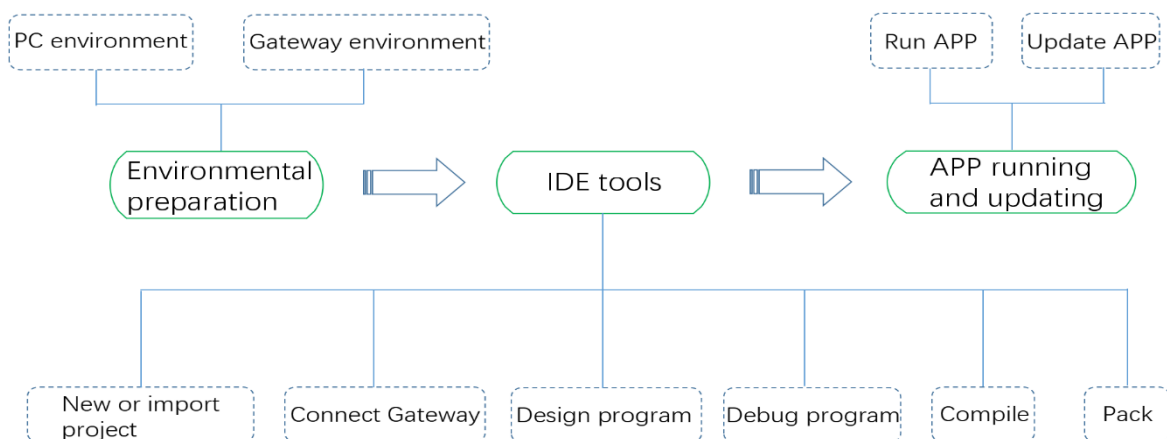 PC environment
Gateway environment
Run APP
Update APP
Environmental
preparation
IDE tools
APP running
and updating
New or import
project
Connect Gateway
Design program
Debug program
Compile
Pack